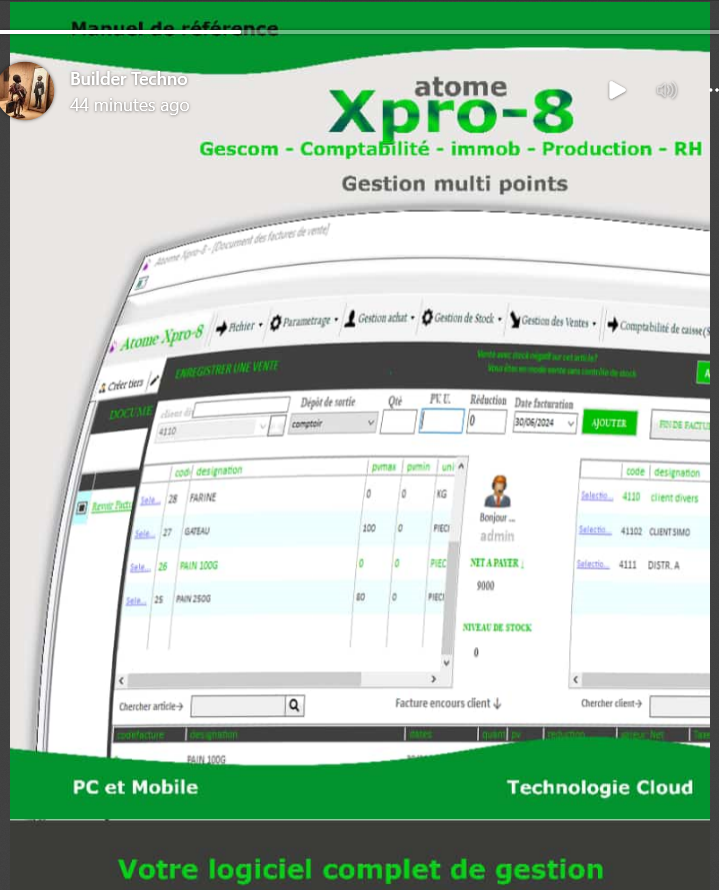 Manuel de référence
Builder Techno
44 minutes ago
atome
Xpro-8
Gescom - Comptabilité - immob - Production - RH
Gestion multi points
Atome Xpro-8 - [Document des factures de vente]
Atome Xpro-8 Fichier Parametrage Gestion achat Gestion de Stock Gestion des Ventes Comptabilité de caisse(S
Créer tiers
ENREGISTRER UNE VENTE
Vente avec stock négatif sur cet article?
Vous êtes en mode vente sans contrôle de stock
A
DOCUME
clients di
Dépôt de sortie Qté P.V. U. Réduction Date facturation
4110 comptoir 0 30/06/2024 AJOUTER FIN DE FACTU
code designation pvmax pvmin uni
code designation
Sele... 28 FARINE 0 0 KG
Selectio... 4110 client divers
Revoir Factu
Sele... 27 GATEAU 100 0 PIECE
Bonjour ...
admin
Selectio... 41102 CLIENT SIMO
Sele... 26 PAIN 100G 0 0 PIEC
NET A PAYER :
Selectio... 4111 DISTR. A
Sele... 25 PAIN 250G 80 0 PIECI
9000
NIVEAU DE STOCK
0
Chercher article→
Facture encours client ↓
Chercher client→
codefacture designation dates quant pv reduction valeur_Net Taxe
PAIN 100G
PC et Mobile
Technologie Cloud
Votre logiciel complet de gestion